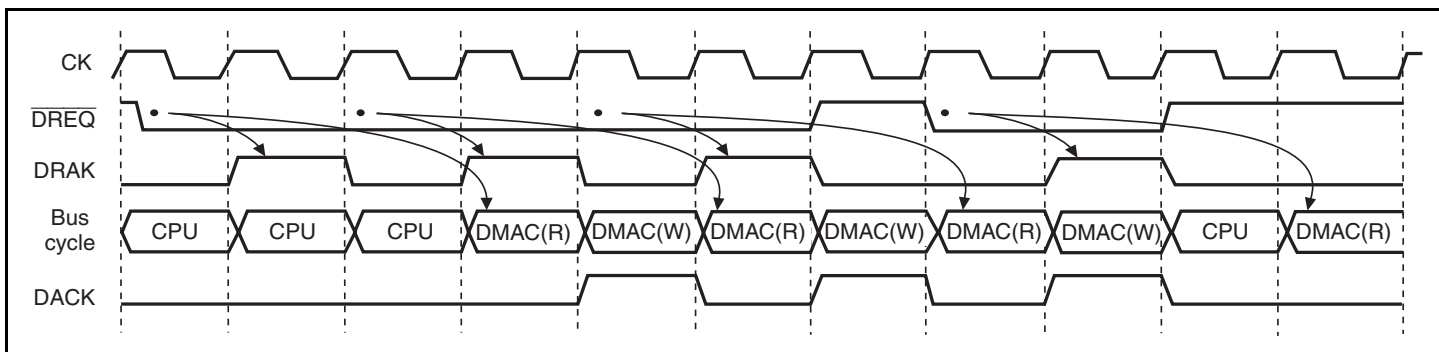 CK
DREQ
DRAK
Bus
cycle
CPU CPU CPU DMAC(R) DMAC(W) DMAC(R) DMAC(W) DMAC(R) DMAC(W) CPU DMAC(R)
DACK